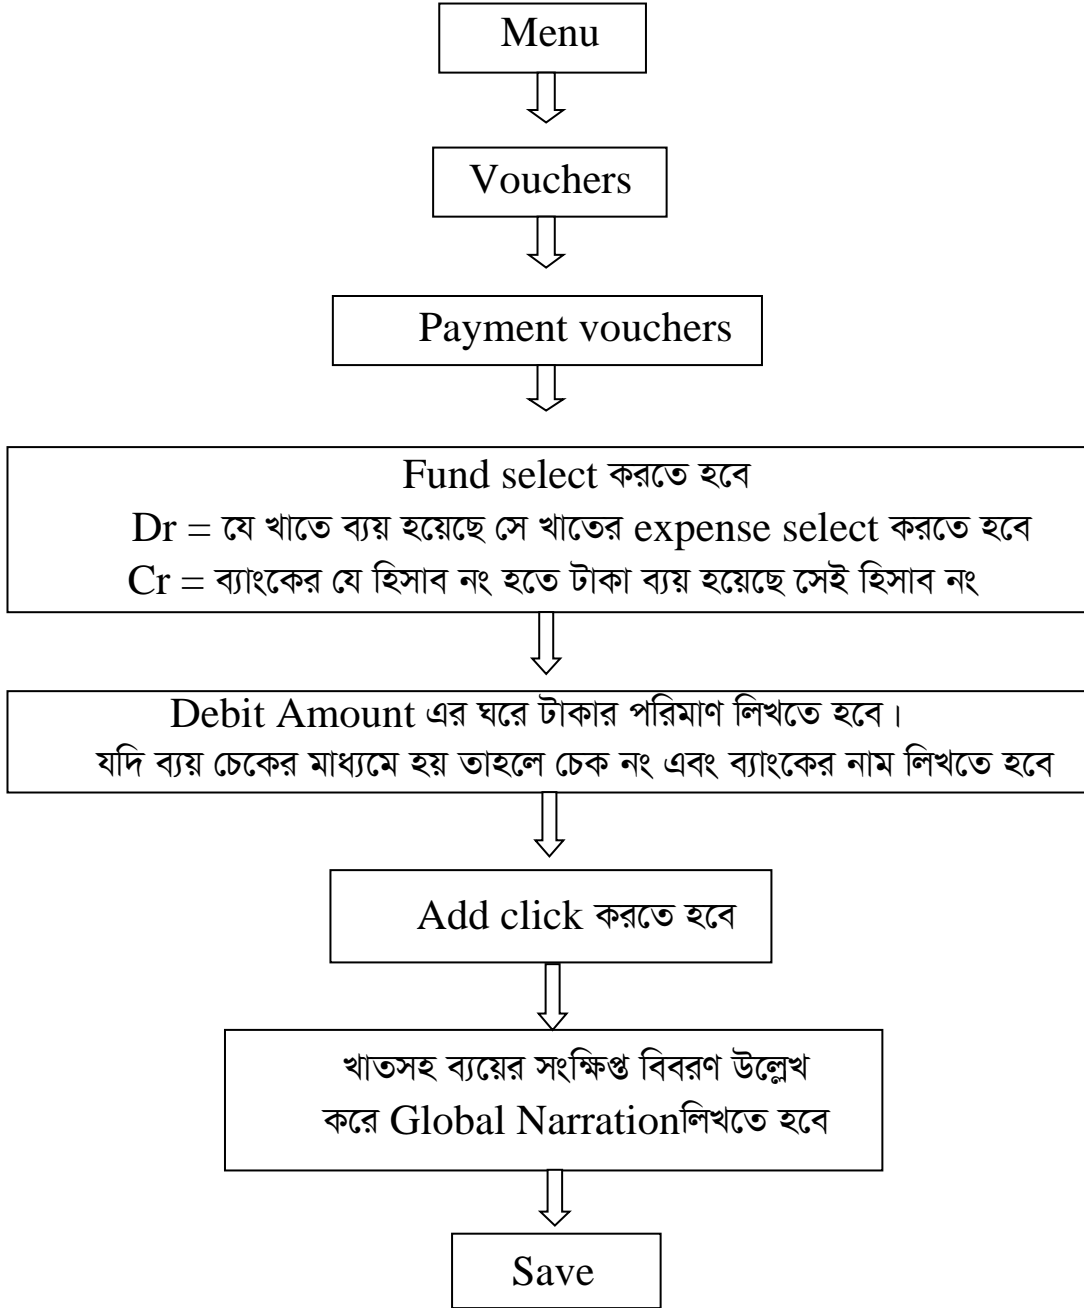 Menu
Vouchers
Payment vouchers
Fund select করতে হবে
Dr = যে খাতে ব্যয় হয়েছে সে খাতের expense select করতে হবে
Cr = ব্যাংকের যে হিসাব নং হতে টাকা ব্যয় হয়েছে সেই হিসাব নং
Debit Amount এর ঘরে টাকার পরিমাণ লিখতে হবে।
যদি ব্যয় চেকের মাধ্যমে হয় তাহলে চেক নং এবং ব্যাংকের নাম লিখতে হবে
Add click করতে হবে
খাতসহ ব্যয়ের সংক্ষিপ্ত বিবরণ উল্লেখ
করে Global Narrationলিখতে হবে
Save